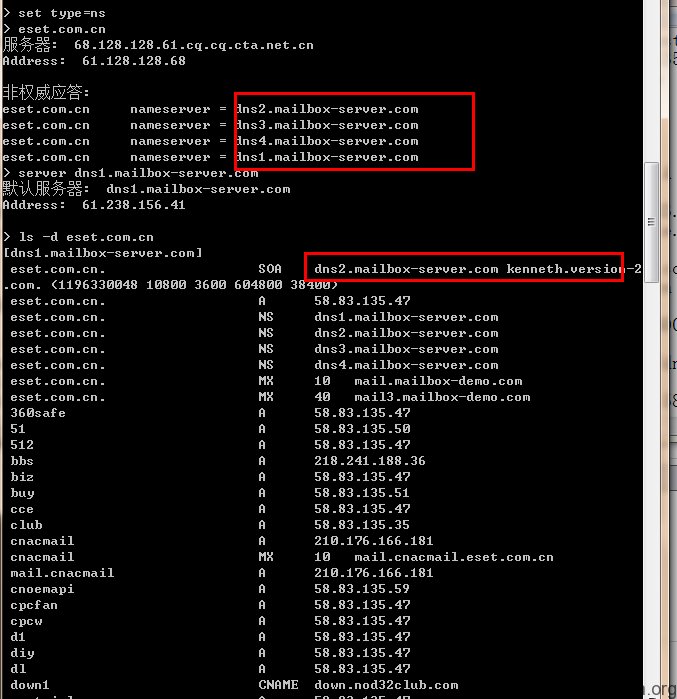 > set type=ns
> eset.com.cn
服务器: 68.128.128.61.cq.cq.cta.net.cn
Address: 61.128.128.68
非权威应答:
eset.com.cn nameserver = dns2.mailbox-server.com
eset.com.cn nameserver = dns3.mailbox-server.com
eset.com.cn nameserver = dns4.mailbox-server.com
eset.com.cn nameserver = dns1.mailbox-server.com
> server dns1.mailbox-server.com
默认服务器: dns1.mailbox-server.com
Address: 61.238.156.41
> ls -d eset.com.cn
[dns1.mailbox-server.com]
eset.com.cn. SOA dns2.mailbox-server.com kenneth.version-2
.com. (1196330048 10800 3600 604800 38400)
eset.com.cn. A 58.83.135.47
eset.com.cn. NS dns1.mailbox-server.com
eset.com.cn. NS dns2.mailbox-server.com
eset.com.cn. NS dns3.mailbox-server.com
eset.com.cn. NS dns4.mailbox-server.com
eset.com.cn. MX 10 mail.mailbox-demo.com
eset.com.cn. MX 40 mail3.mailbox-demo.com
360safe A 58.83.135.47
51 A 58.83.135.50
512 A 58.83.135.47
bbs A 218.241.188.36
biz A 58.83.135.47
buy A 58.83.135.51
cce A 58.83.135.47
club A 58.83.135.35
cnacmail A 210.176.166.181
cnacmail MX 10 mail.cnacmail.eset.com.cn
mail.cnacmail A 210.176.166.181
cnoemapi A 58.83.135.59
cpcfan A 58.83.135.47
cpcw A 58.83.135.47
d1 A 58.83.135.47
diy A 58.83.135.47
dl A 58.83.135.47
down1 CNAME down.nod32club.com